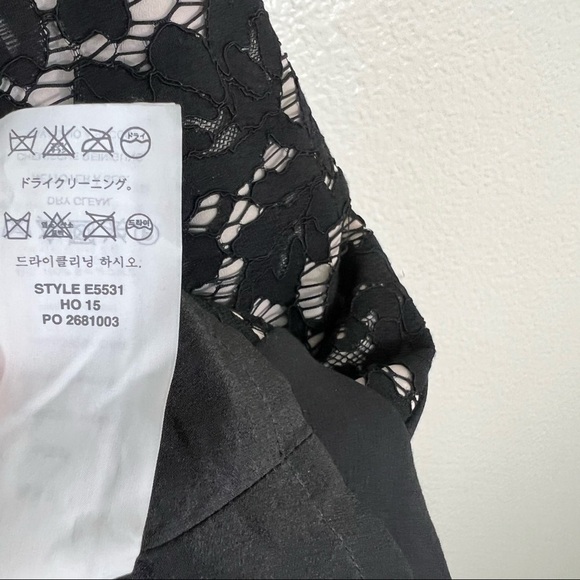 ドライ
ドライクリーニング。
드라이
드라이클리닝 하시오.
STYLE E5531
HO 15
PO 2681003
DRY CLEAN